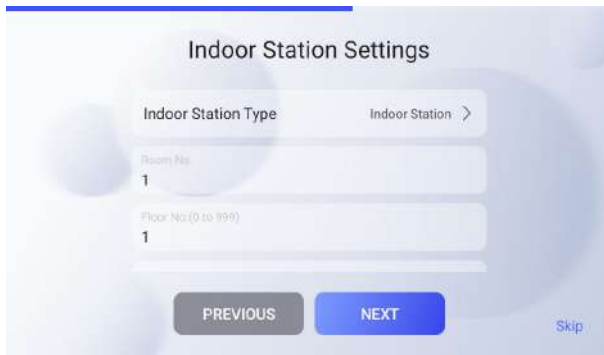 Indoor Station Settings
Indoor Station Type Indoor Station >
Room No.
1
Floor No.(0 to 999)
1
PREVIOUS NEXT
Skip